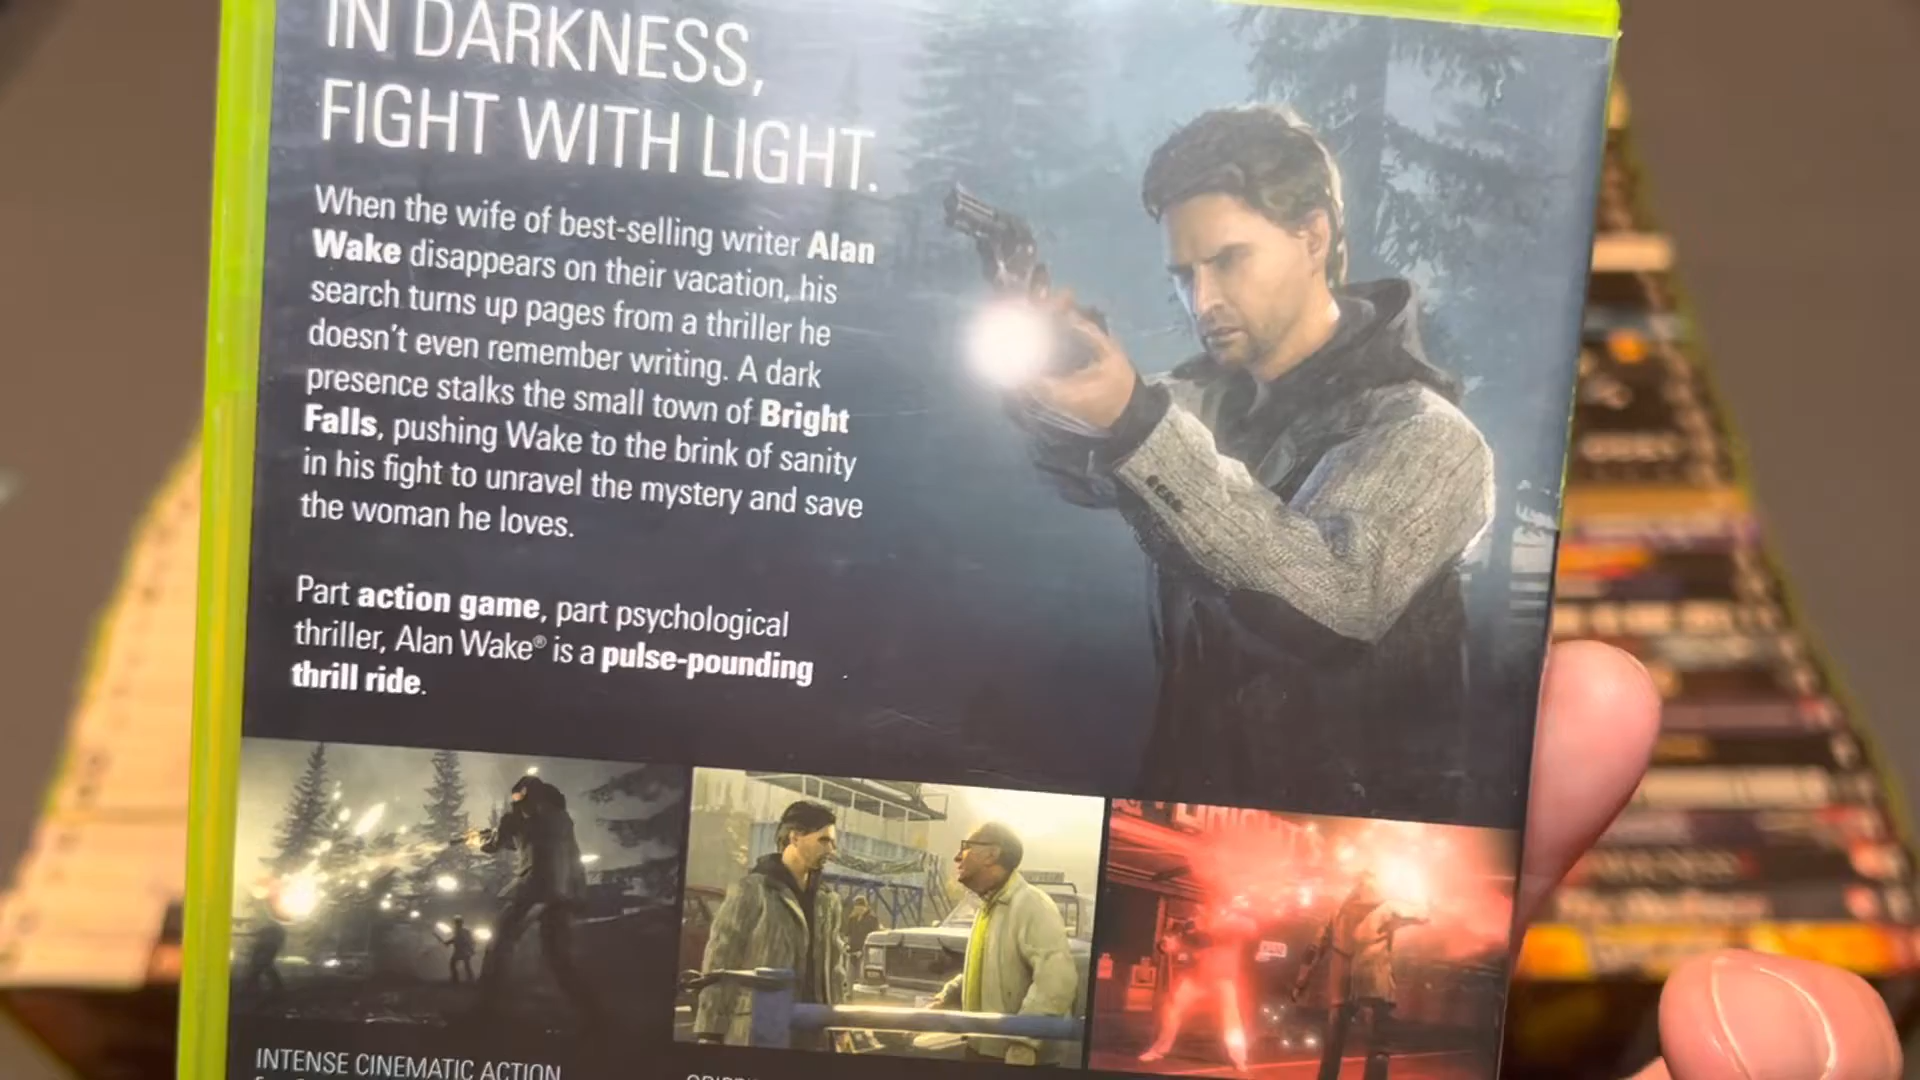 IN DARKNESS,
FIGHT WITH LIGHT.
When the wife of best-selling writer Alan
Wake disappears on their vacation, his
search turns up pages from a thriller he
doesn't even remember writing. A dark
presence stalks the small town of Bright
Falls, pushing Wake to the brink of sanity
in his fight to unravel the mystery and save
the woman he loves.
Part action game, part psychological
thriller, Alan Wake® is a pulse-pounding
thrill ride.
INTENSE CINEMATIC ACTION